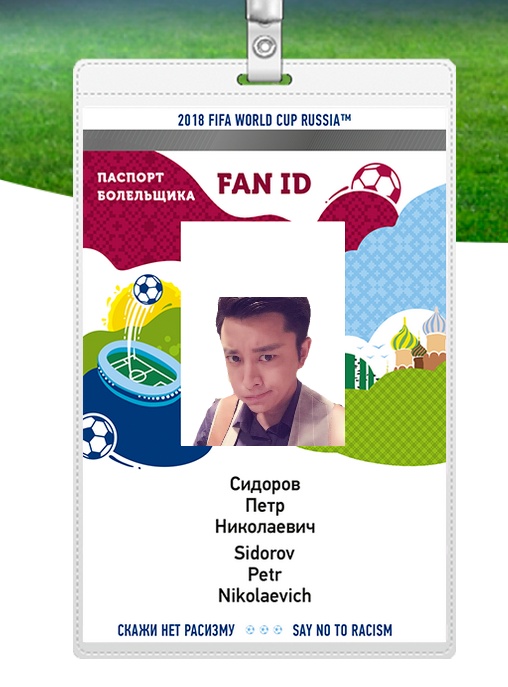 2018 FIFA WORLD CUP RUSSIA™
ПАСПОРТ
БОЛЕЛЬЩИКА
FAN ID
Сидоров
Петр
Николаевич
Sidorov
Petr
Nikolaevich
СКАЖИ НЕТ РАСИЗМУ
SAY NO TO RACISM